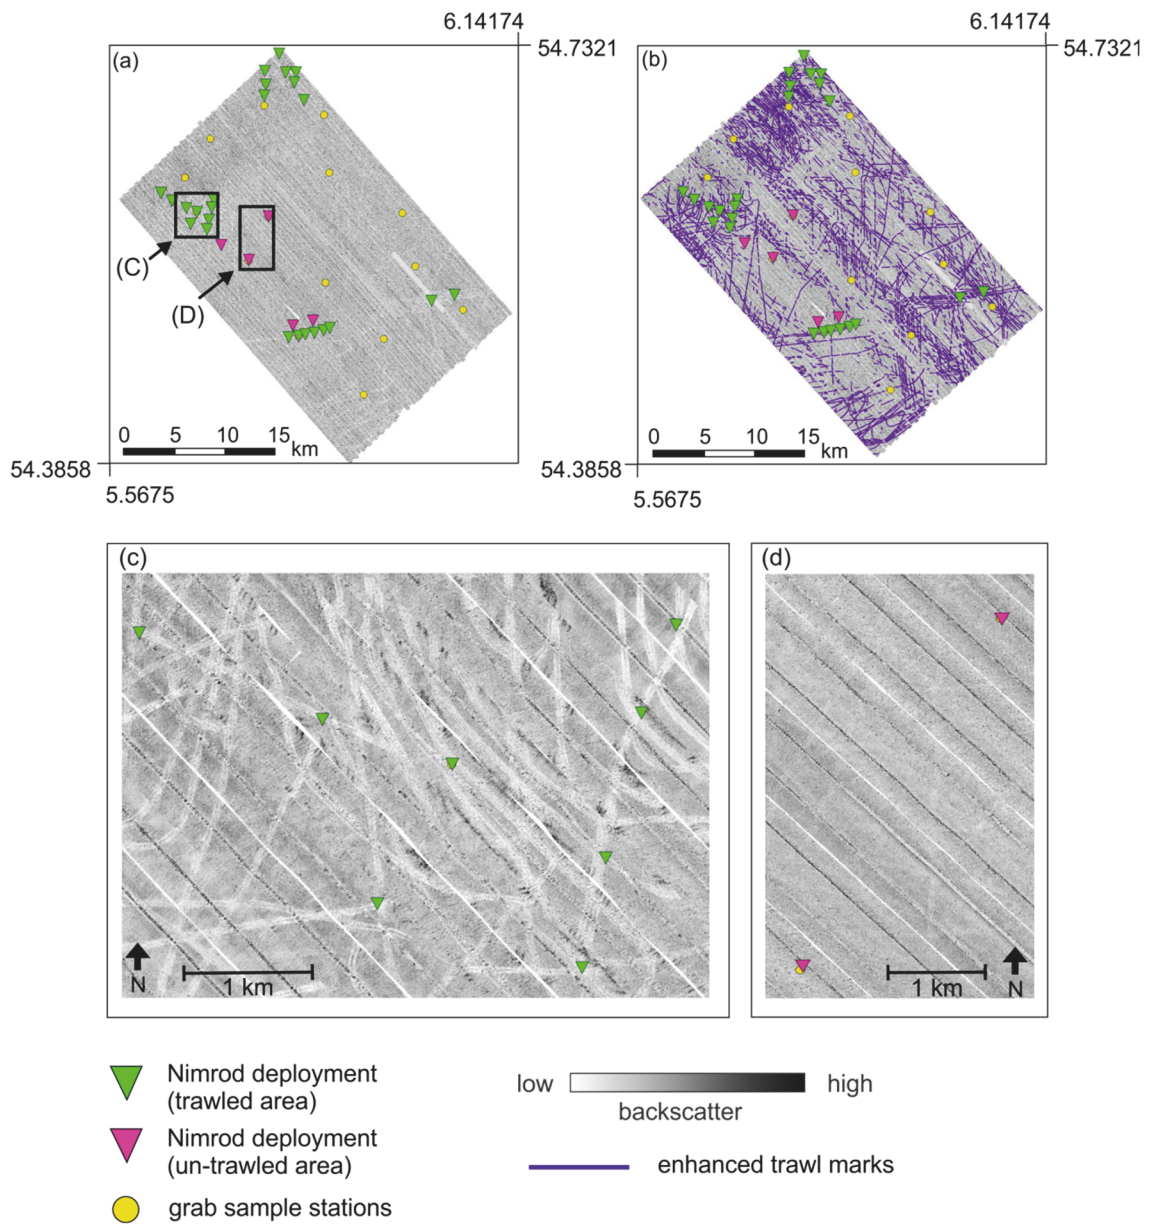 6.14174
54.7321
(a)
(C)
(D)
0 5 10 15
km
54.3858
5.5675
6.14174
54.7321
(b)
0 5 10 15
km
54.3858
5.5675
(c)
N
1 km
(d)
1 km
N
Nimrod deployment
(trawled area)
Nimrod deployment
(un-trawled area)
grab sample stations
low high
backscatter
enhanced trawl marks